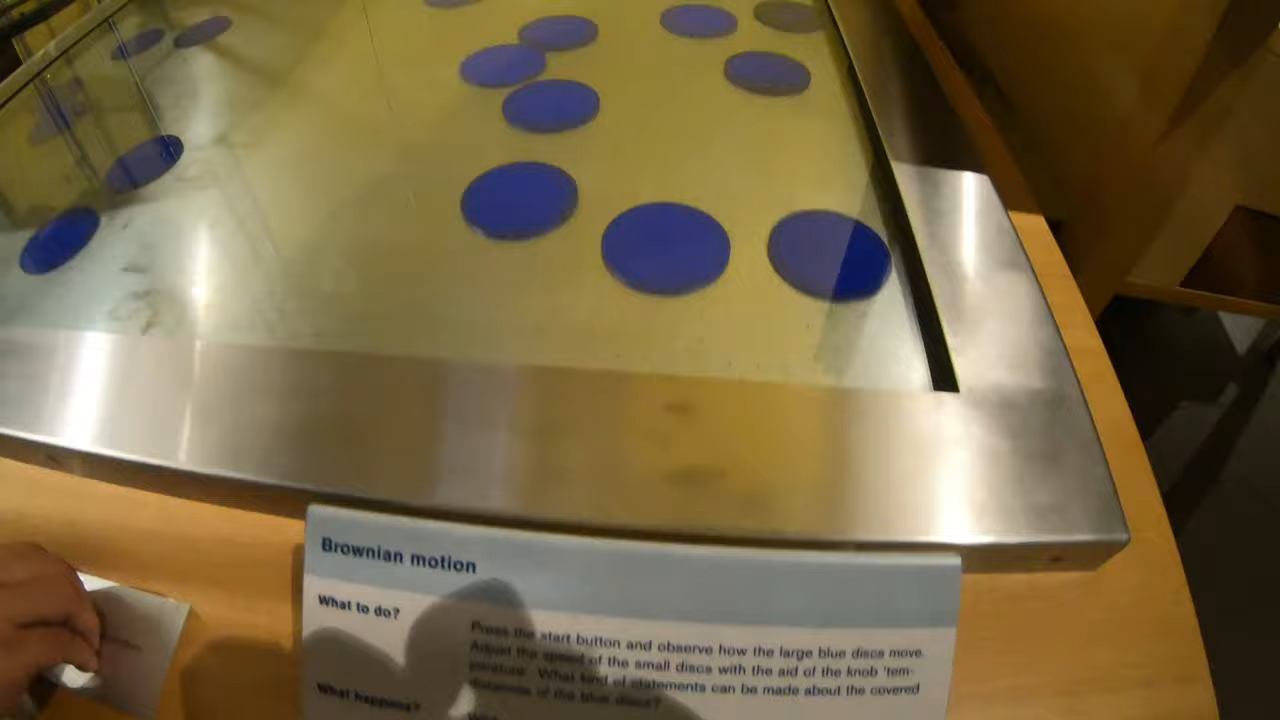 Brownian motion
What to do?
Press the start button and observe how the large blue discs move.
Adjust the speed of the small discs with the aid of the knob 'tem-
perature'. What kind of statements can be made about the covered
distances of the blue discs?
What happens?